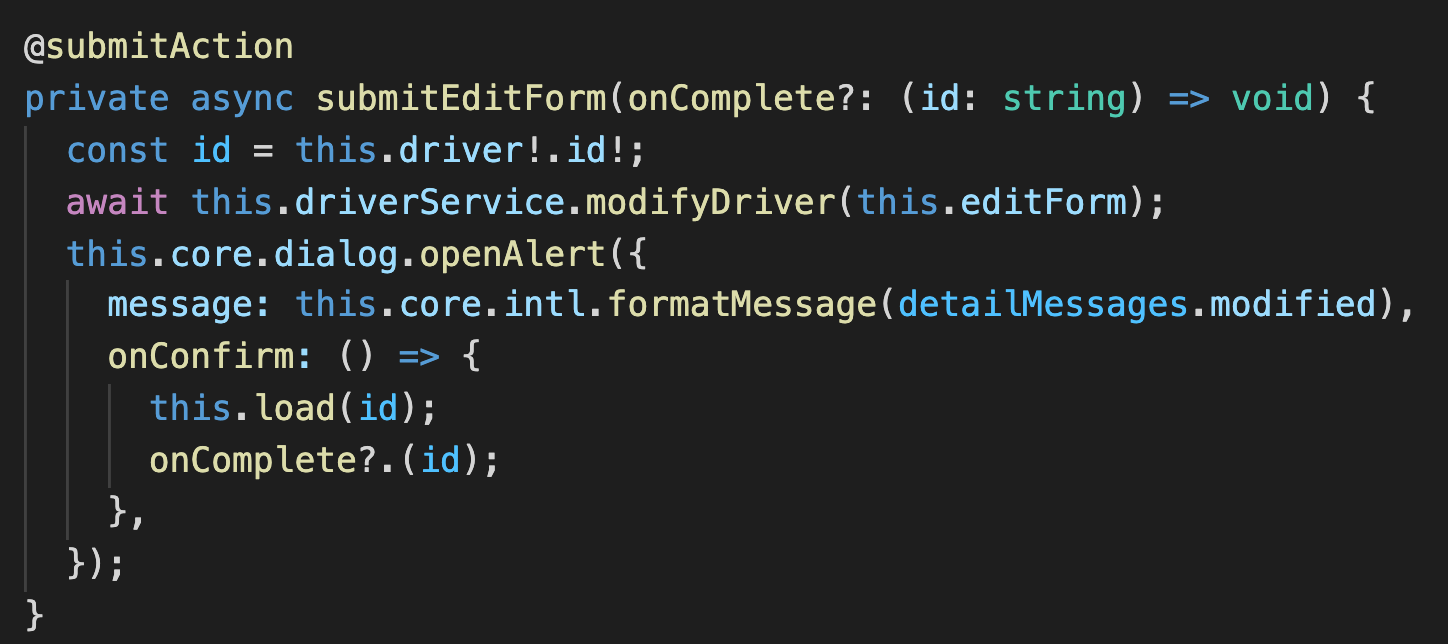 @submitAction
private async submitEditForm(onComplete?: (id: string) => void) {
  const id = this.driver!.id!;
  await this.driverService.modifyDriver(this.editForm);
  this.core.dialog.openAlert({
    message: this.core.intl.formatMessage(detailMessages.modified),
    onConfirm: () => {
      this.load(id);
      onComplete?.(id);
    },
  });
}